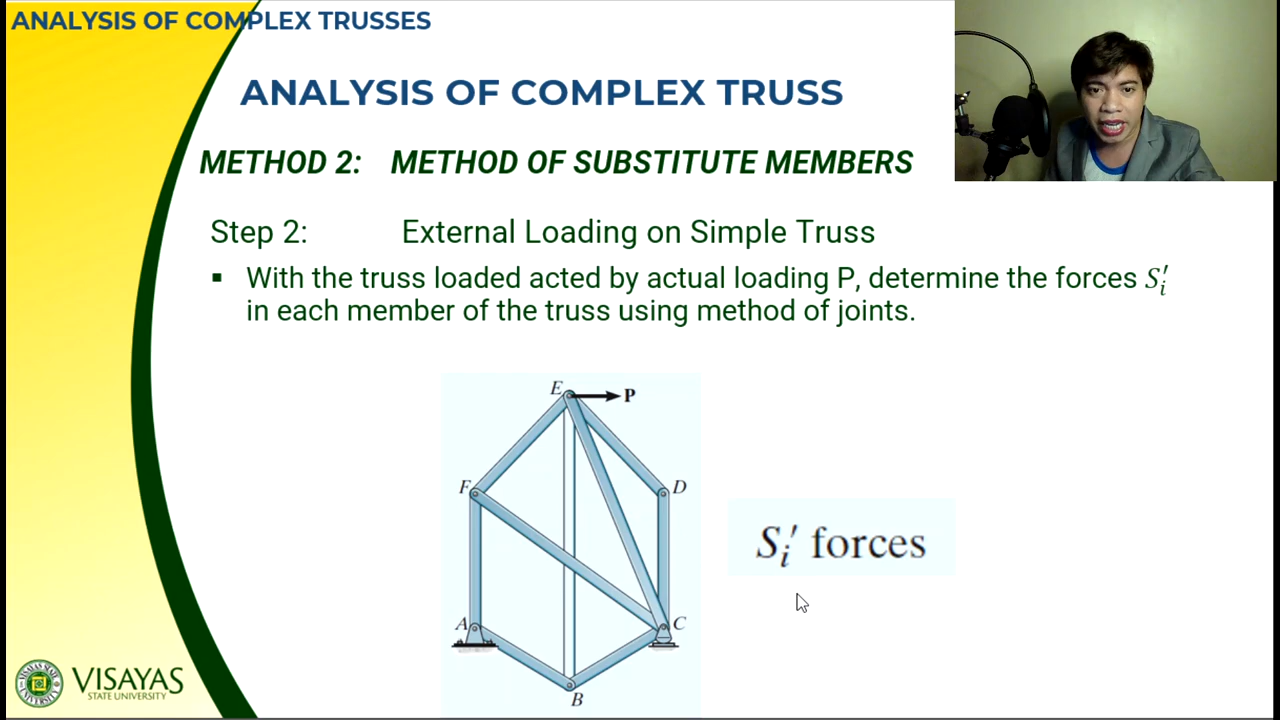 ANALYSIS OF COMPLEX TRUSSES
ANALYSIS OF COMPLEX TRUSS
METHOD 2: METHOD OF SUBSTITUTE MEMBERS
Step 2: External Loading on Simple Truss
▪ With the truss loaded acted by actual loading P, determine the forces S′ᵢ
in each member of the truss using method of joints.
E P
F D
A C
B
Sᵢ′ forces
VISAYAS
STATE UNIVERSITY